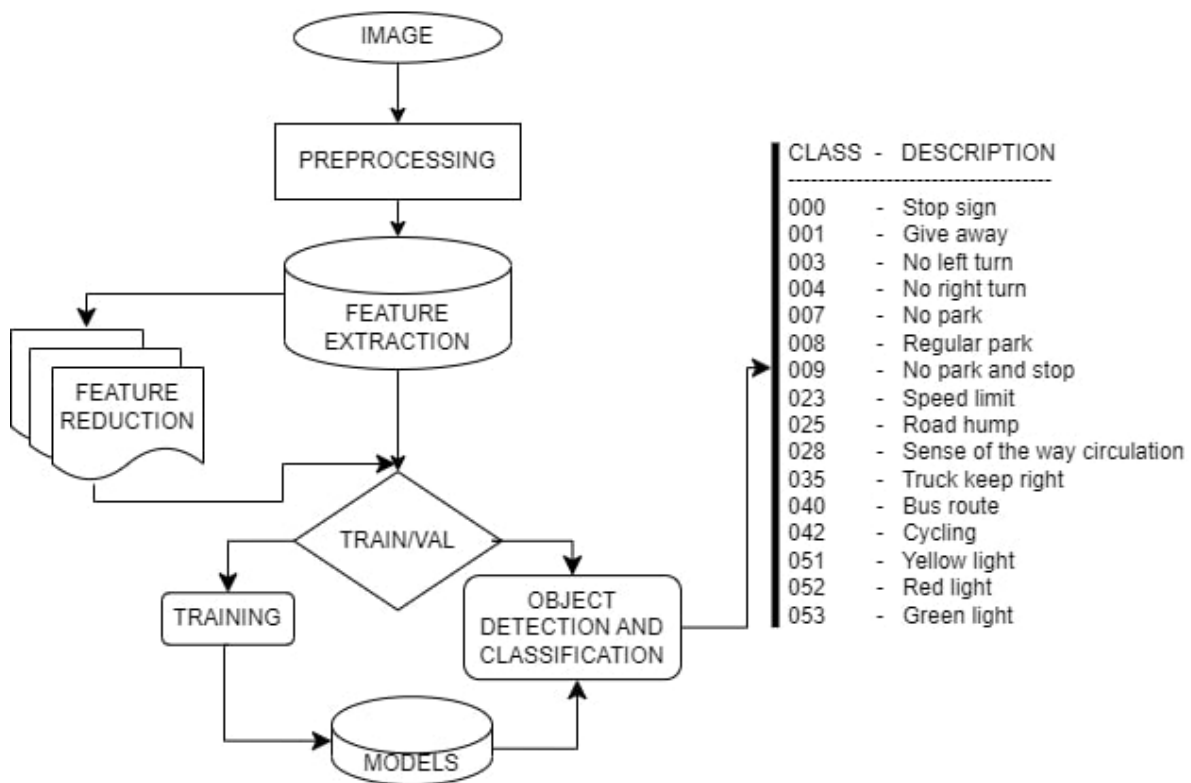 IMAGE
PREPROCESSING
FEATURE
EXTRACTION
FEATURE
REDUCTION
TRAIN/VAL
TRAINING
OBJECT
DETECTION AND
CLASSIFICATION
MODELS
CLASS - DESCRIPTION
-----------------------------------
000 - Stop sign
001 - Give away
003 - No left turn
004 - No right turn
007 - No park
008 - Regular park
009 - No park and stop
023 - Speed limit
025 - Road hump
028 - Sense of the way circulation
035 - Truck keep right
040 - Bus route
042 - Cycling
051 - Yellow light
052 - Red light
053 - Green light